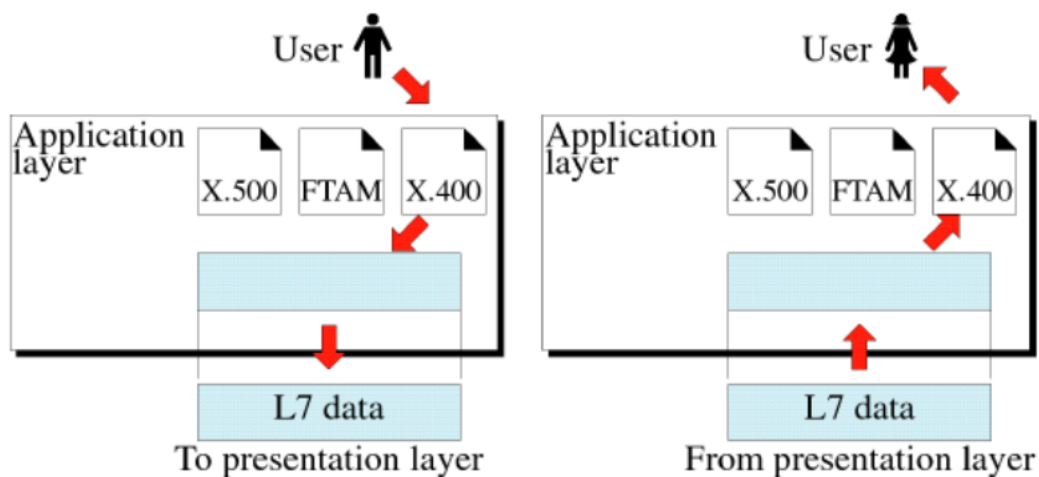 User
Application
layer
X.500 FTAM X.400
L7 data
To presentation layer
User
Application
layer
X.500 FTAM X.400
L7 data
From presentation layer